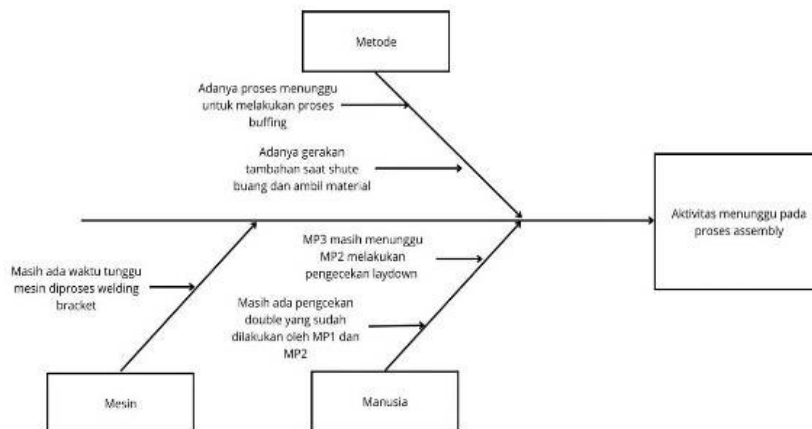 Metode
Adanya proses menunggu
untuk melakukan proses
buffing
Adanya gerakan
tambahan saat shute
buang dan ambil material
Aktivitas menunggu pada
proses assembly
MP3 masih menunggu
MP2 melakukan
pengecekan laydown
Masih ada waktu tunggu
mesin diproses welding
bracket
Masih ada pengcekan
double yang sudah
dilakukan oleh MP1 dan
MP2
Mesin
Manusia